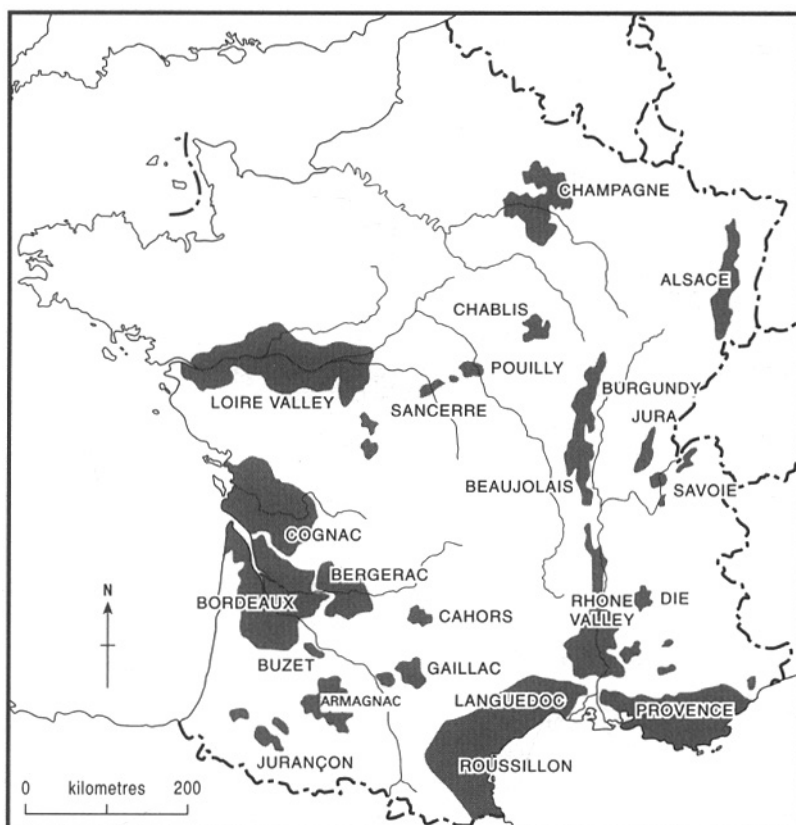 CHAMPAGNE
ALSACE
CHABLIS
POUILLY
BURGUNDY
LOIRE VALLEY
SANCERRE
JURA
BEAUJOLAIS
SAVOIE
COGNAC
BERGERAC
N
BORDEAUX
RHONE
VALLEY
DIE
CAHORS
BUZET
GAILLAC
ARMAGNAC
LANGUEDOC
PROVENCE
JURANÇON
ROUSSILLON
0 kilometres 200